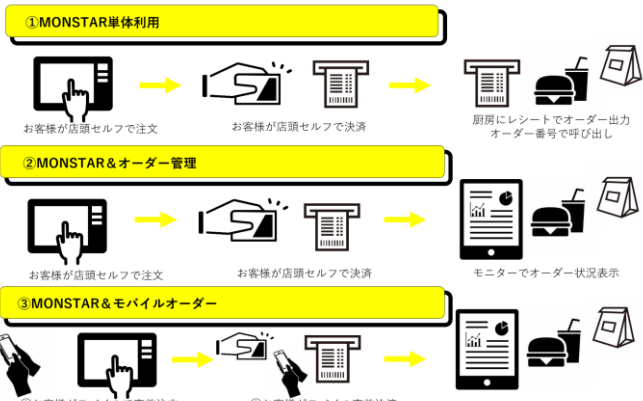 ①MONSTAR単体利用
お客様が店頭セルフで注文
お客様が店頭セルフで決済
厨房にレシートでオーダー出力
オーダー番号で呼び出し
②MONSTAR＆オーダー管理
お客様が店頭セルフで注文
お客様が店頭セルフで決済
モニターでオーダー状況表示
③MONSTAR＆モバイルオーダー